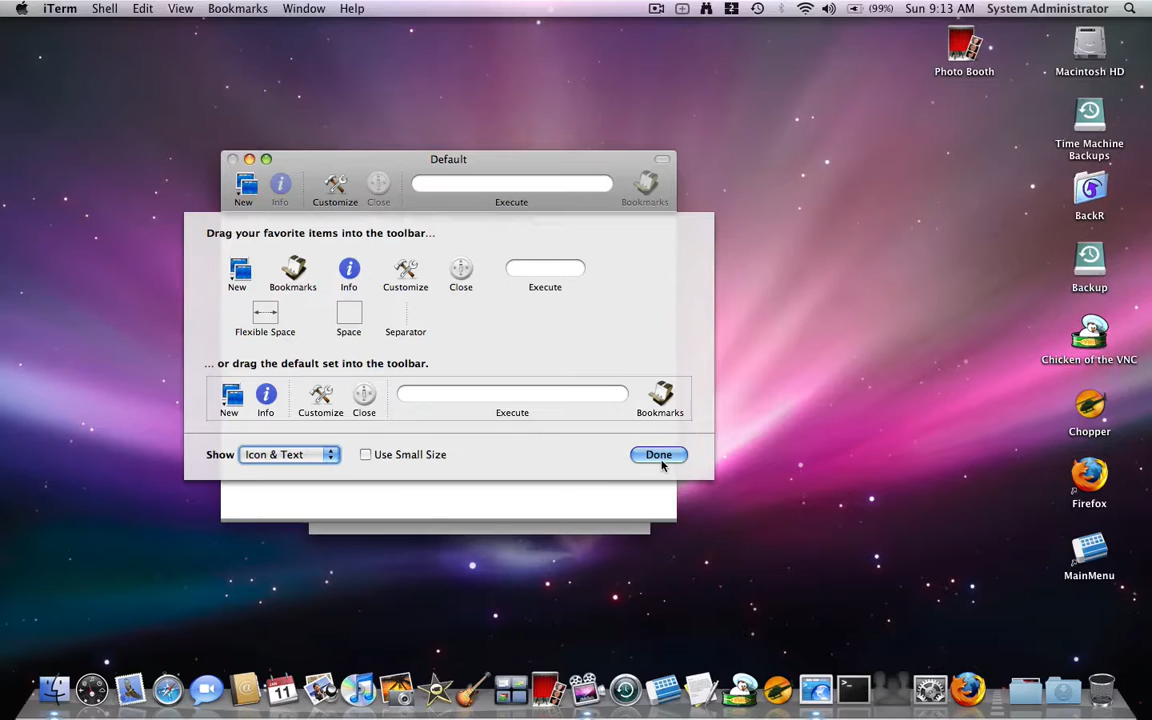 iTerm Shell Edit View Bookmarks Window Help (99%) Sun 9:13 AM System Administrator
Photo Booth
Macintosh HD
Default
New Info Customize Close Execute Bookmarks
Time Machine
Backups
BackR
Backup
Chicken of the VNC
Chopper
Firefox
MainMenu
Drag your favorite items into the toolbar...
New Bookmarks Info Customize Close Execute
Flexible Space Space Separator
... or drag the default set into the toolbar.
New Info Customize Close Execute Bookmarks
Show Icon & Text Use Small Size Done
JAN
11